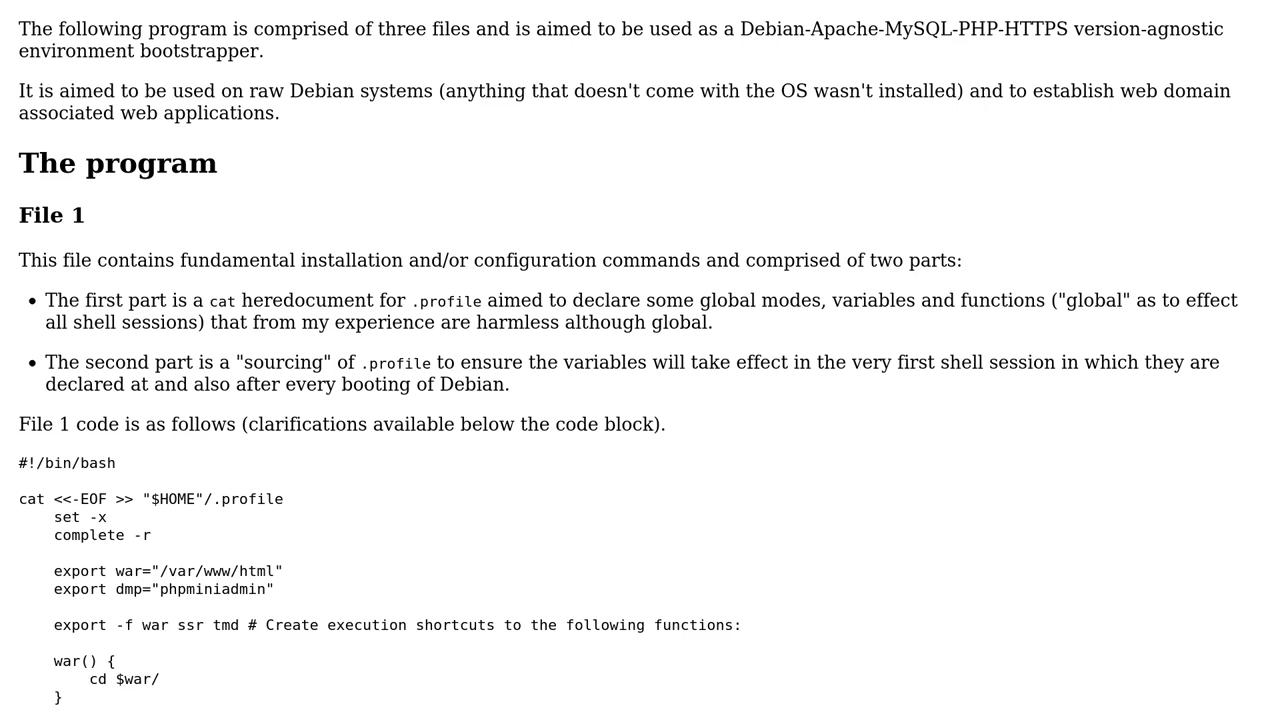 The following program is comprised of three files and is aimed to be used as a Debian-Apache-MySQL-PHP-HTTPS version-agnostic
environment bootstrapper.
It is aimed to be used on raw Debian systems (anything that doesn't come with the OS wasn't installed) and to establish web domain
associated web applications.
The program
File 1
This file contains fundamental installation and/or configuration commands and comprised of two parts:
• The first part is a cat heredocument for .profile aimed to declare some global modes, variables and functions ("global" as to effect
all shell sessions) that from my experience are harmless although global.
• The second part is a "sourcing" of .profile to ensure the variables will take effect in the very first shell session in which they are
declared at and also after every booting of Debian.
File 1 code is as follows (clarifications available below the code block).
#!/bin/bash
cat <<-EOF >> "$HOME"/.profile
    set -x
    complete -r
    export war="/var/www/html"
    export dmp="phpminiadmin"
    export -f war ssr tmd # Create execution shortcuts to the following functions:
    war() {
        cd $war/
    }